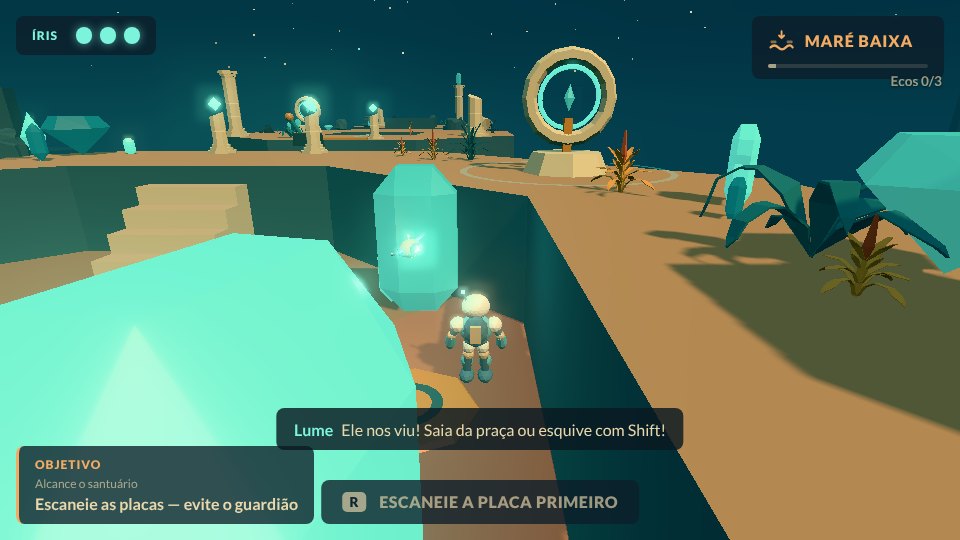 ÍRIS
MARÉ BAIXA
Ecos 0/3
Lume Ele nos viu! Saia da praça ou esquive com Shift!
OBJETIVO
Alcance o santuário
Escaneie as placas — evite o guardião
R ESCANEIE A PLACA PRIMEIRO